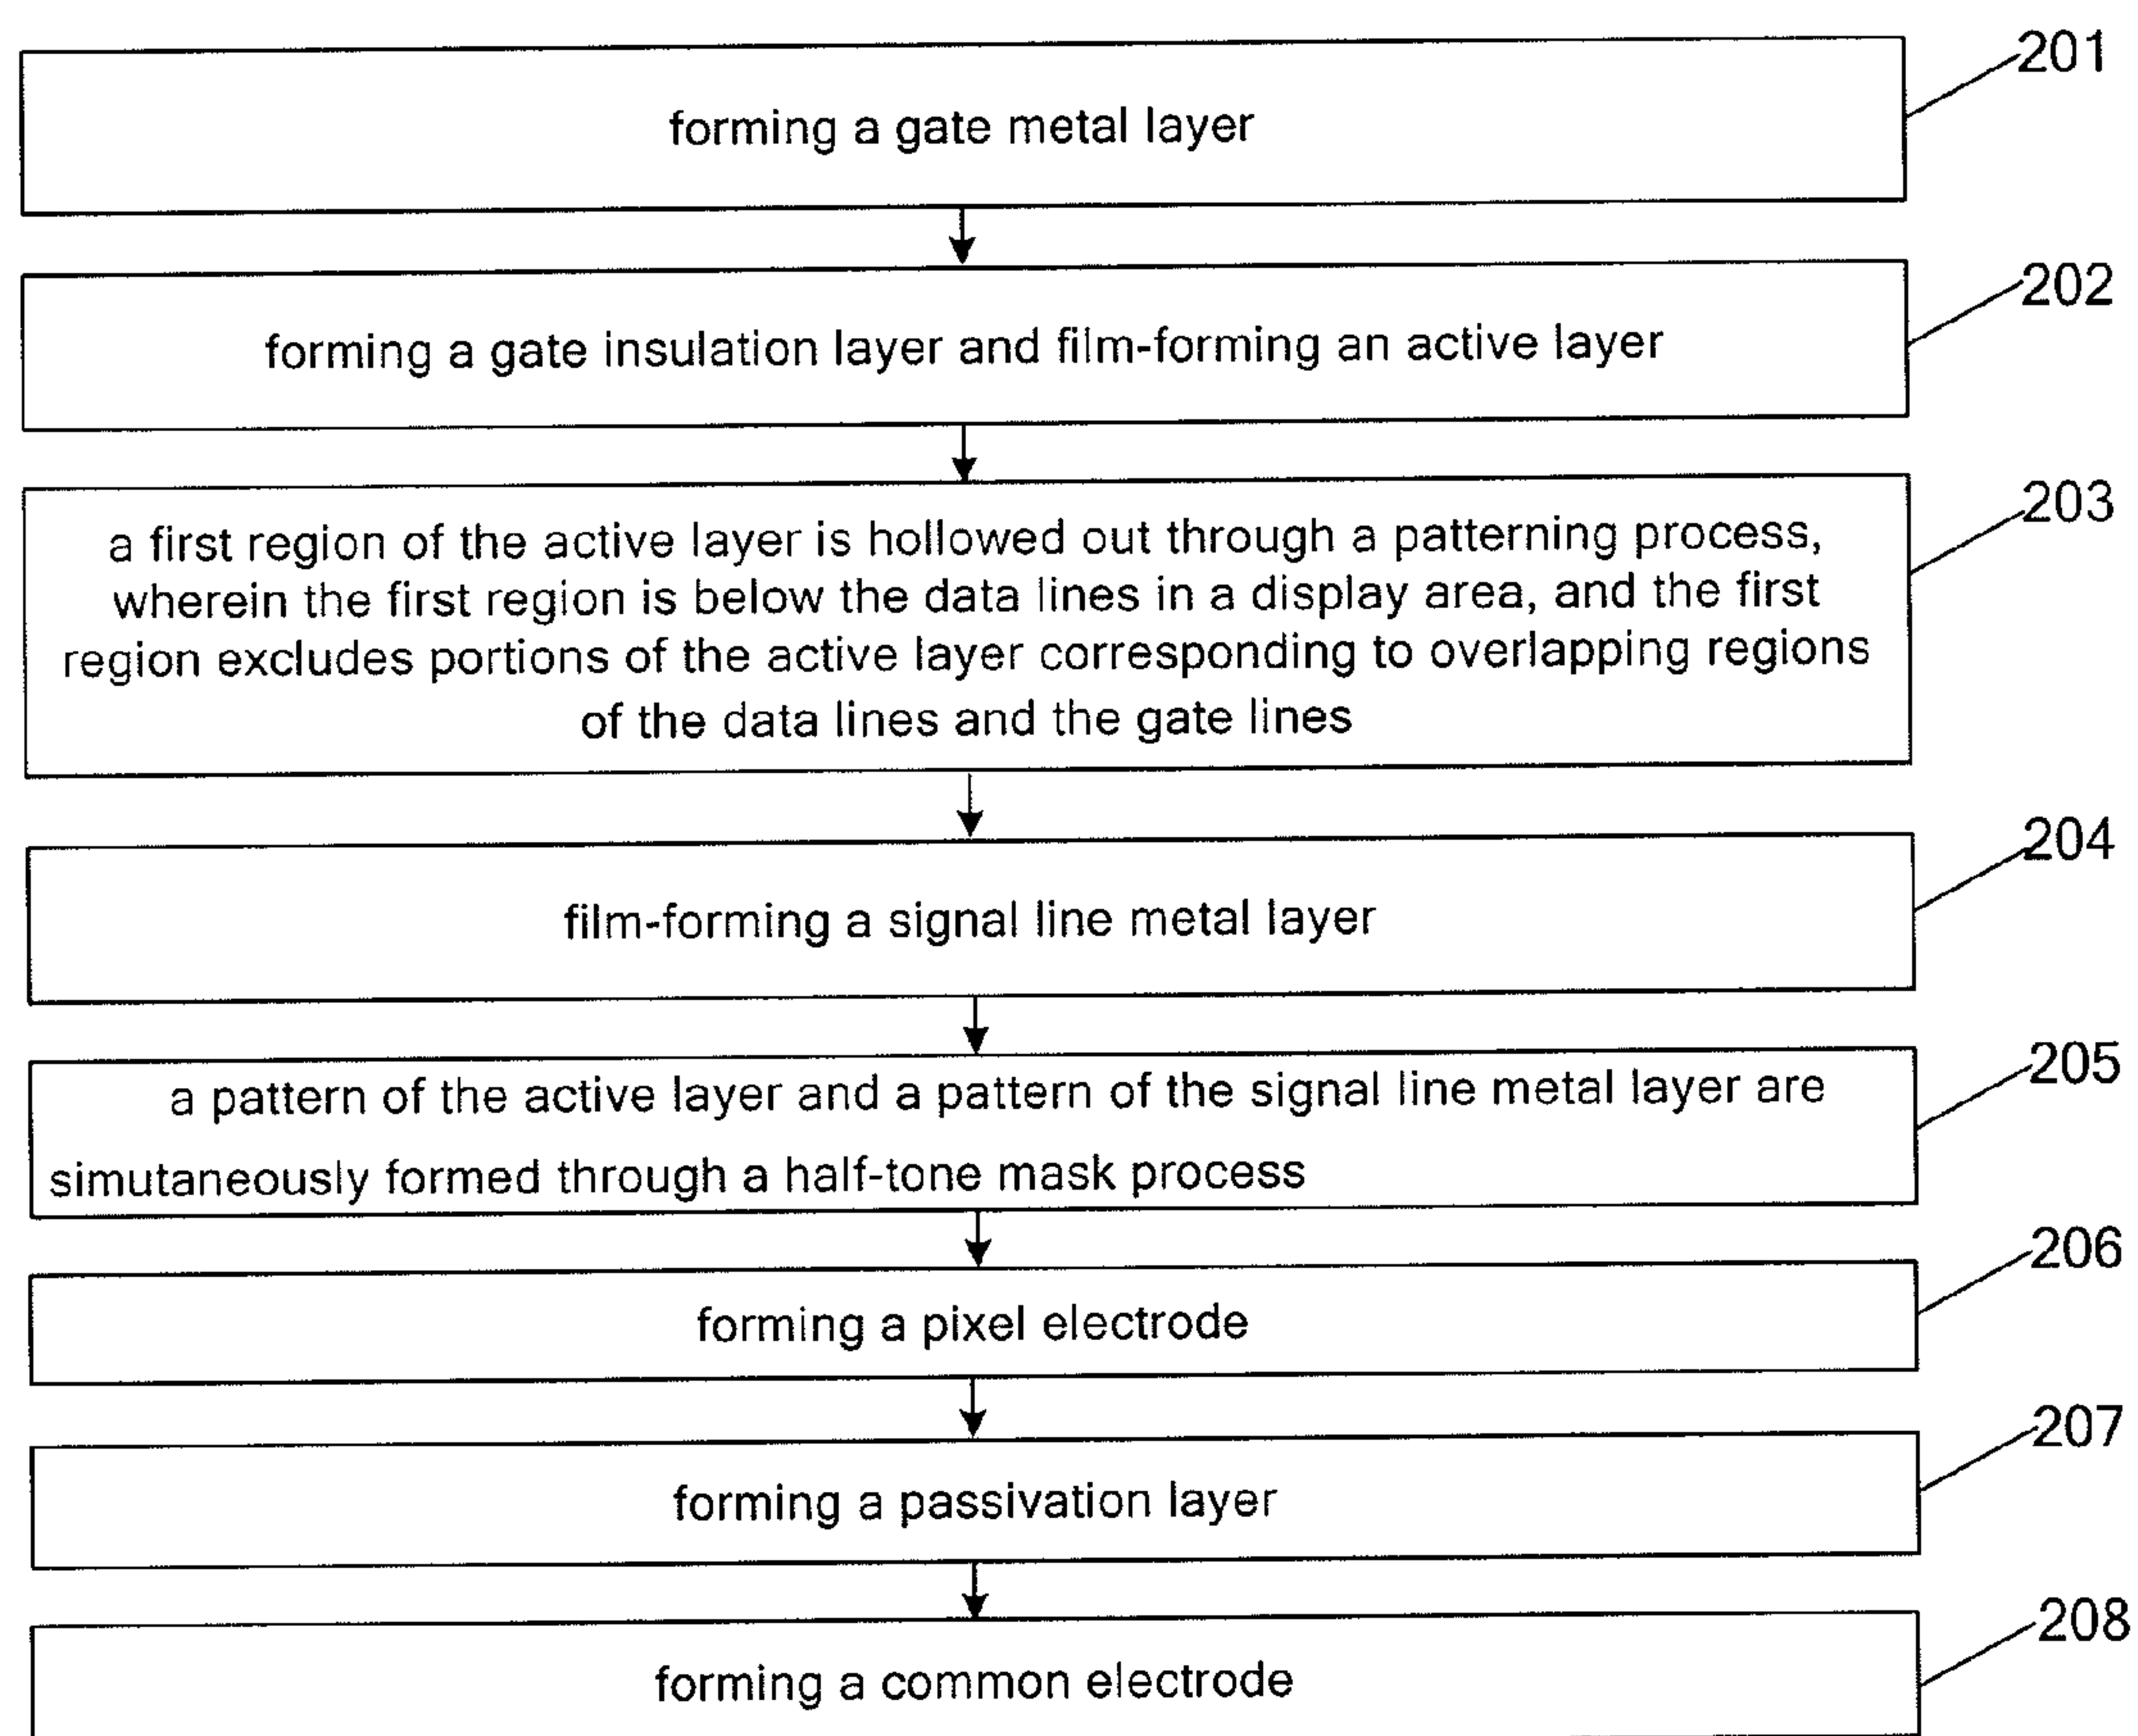 201
forming a gate metal layer
202
forming a gate insulation layer and film-forming an active layer
203
a first region of the active layer is hollowed out through a patterning process,
wherein the first region is below the data lines in a display area, and the first
region excludes portions of the active layer corresponding to overlapping regions
of the data lines and the gate lines
204
film-forming a signal line metal layer
205
a pattern of the active layer and a pattern of the signal line metal layer are
simutaneously formed through a half-tone mask process
206
forming a pixel electrode
207
forming a passivation layer
208
forming a common electrode